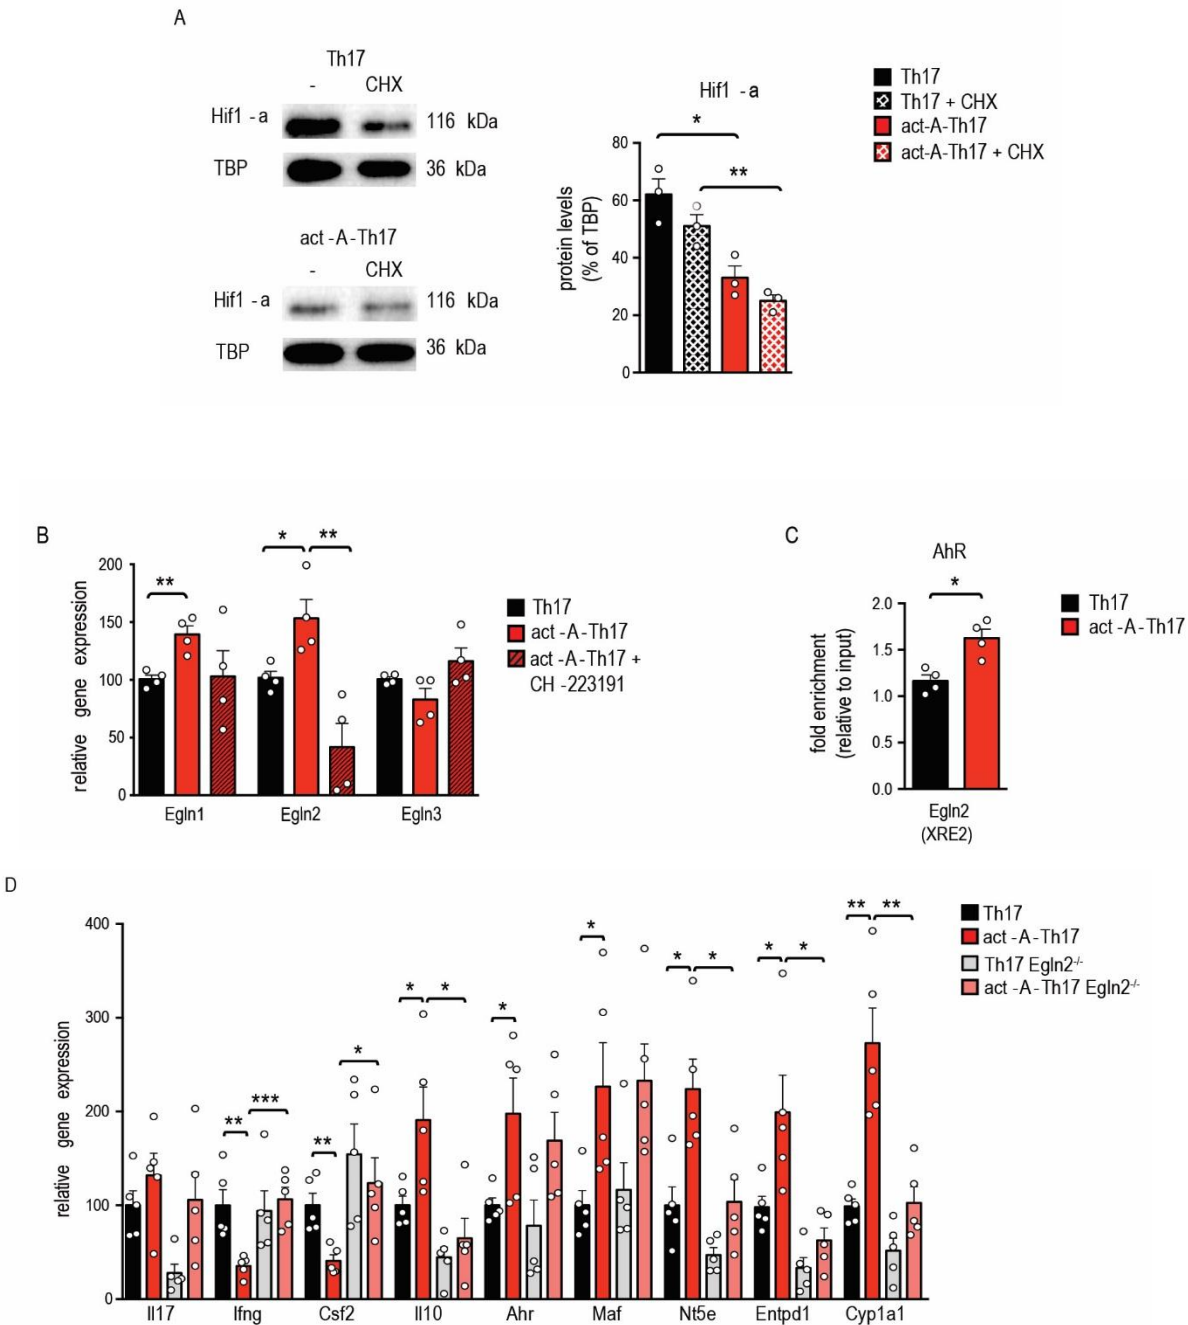 A
Th17
- CHX
Hif1 -a 116 kDa
TBP 36 kDa
act -A-Th17
- CHX
Hif1 -a 116 kDa
TBP 36 kDa
Hif1 -a
protein levels
(% of TBP)
80
60
40
20
0
*
**
Th17
Th17 + CHX
act-A-Th17
act-A-Th17 + CHX
B
relative gene expression
200
150
100
50
0
**
* **
Egln1 Egln2 Egln3
Th17
act -A-Th17
act -A-Th17 +
CH -223191
C
AhR
*
fold enrichment
(relative to input)
2.0
1.5
1.0
0.5
0.0
Egln2
(XRE2)
Th17
act -A-Th17
D
relative gene expression
400
300
200
100
0
** ***
** *
* *
*
*
* *
* *
** **
Il17 Ifng Csf2 Il10 Ahr Maf Nt5e Entpd1 Cyp1a1
Th17
act -A-Th17
Th17 Egln2-/-
act -A-Th17 Egln2-/-